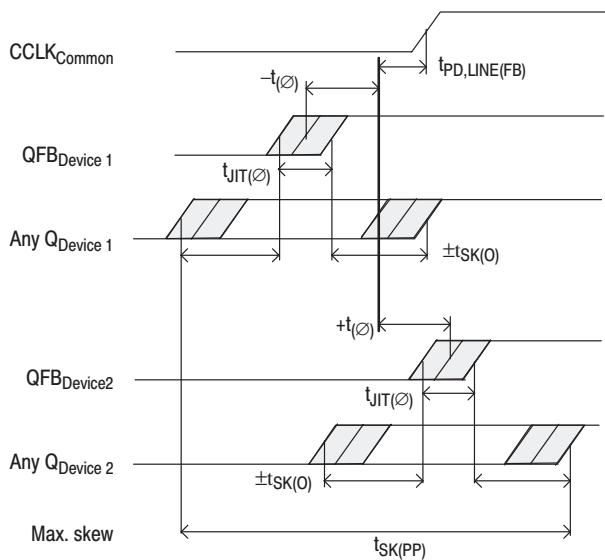 CCLKCommon
tPD,LINE(FB)
–t(∅)
QFBDevice 1
tJIT(∅)
Any QDevice 1
±tSK(O)
+t(∅)
QFBDevice2
tJIT(∅)
Any QDevice 2
±tSK(O)
Max. skew
tSK(PP)